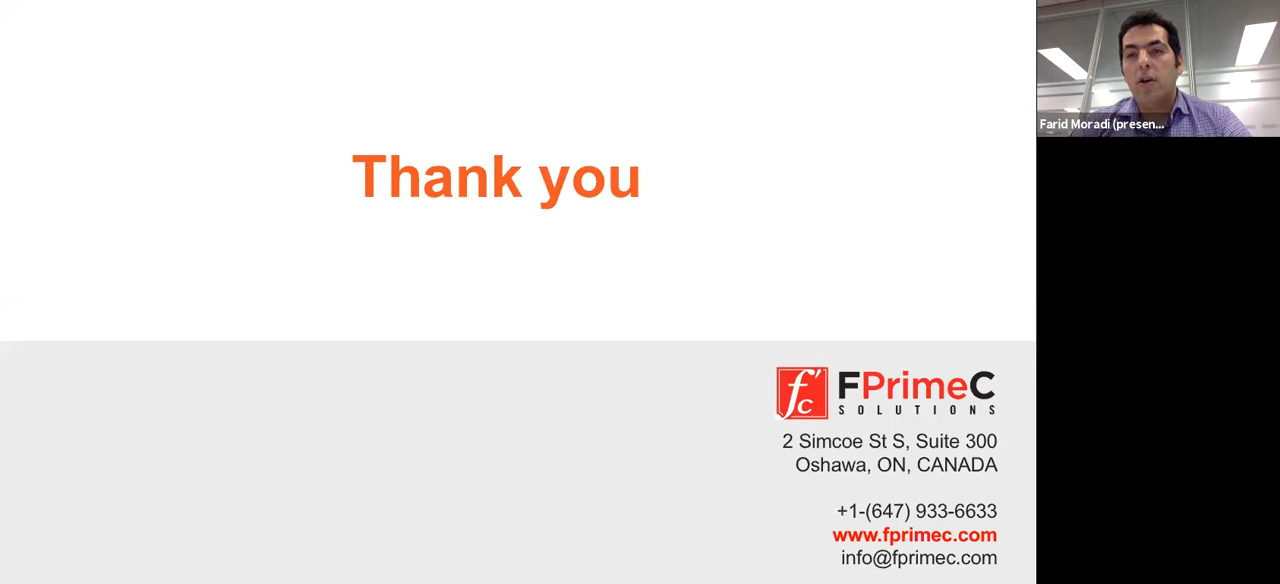 Thank you
Farid Moradi (presen...
f'c
FPrimeC
SOLUTIONS
2 Simcoe St S, Suite 300
Oshawa, ON, CANADA
+1-(647) 933-6633
www.fprimec.com
info@fprimec.com